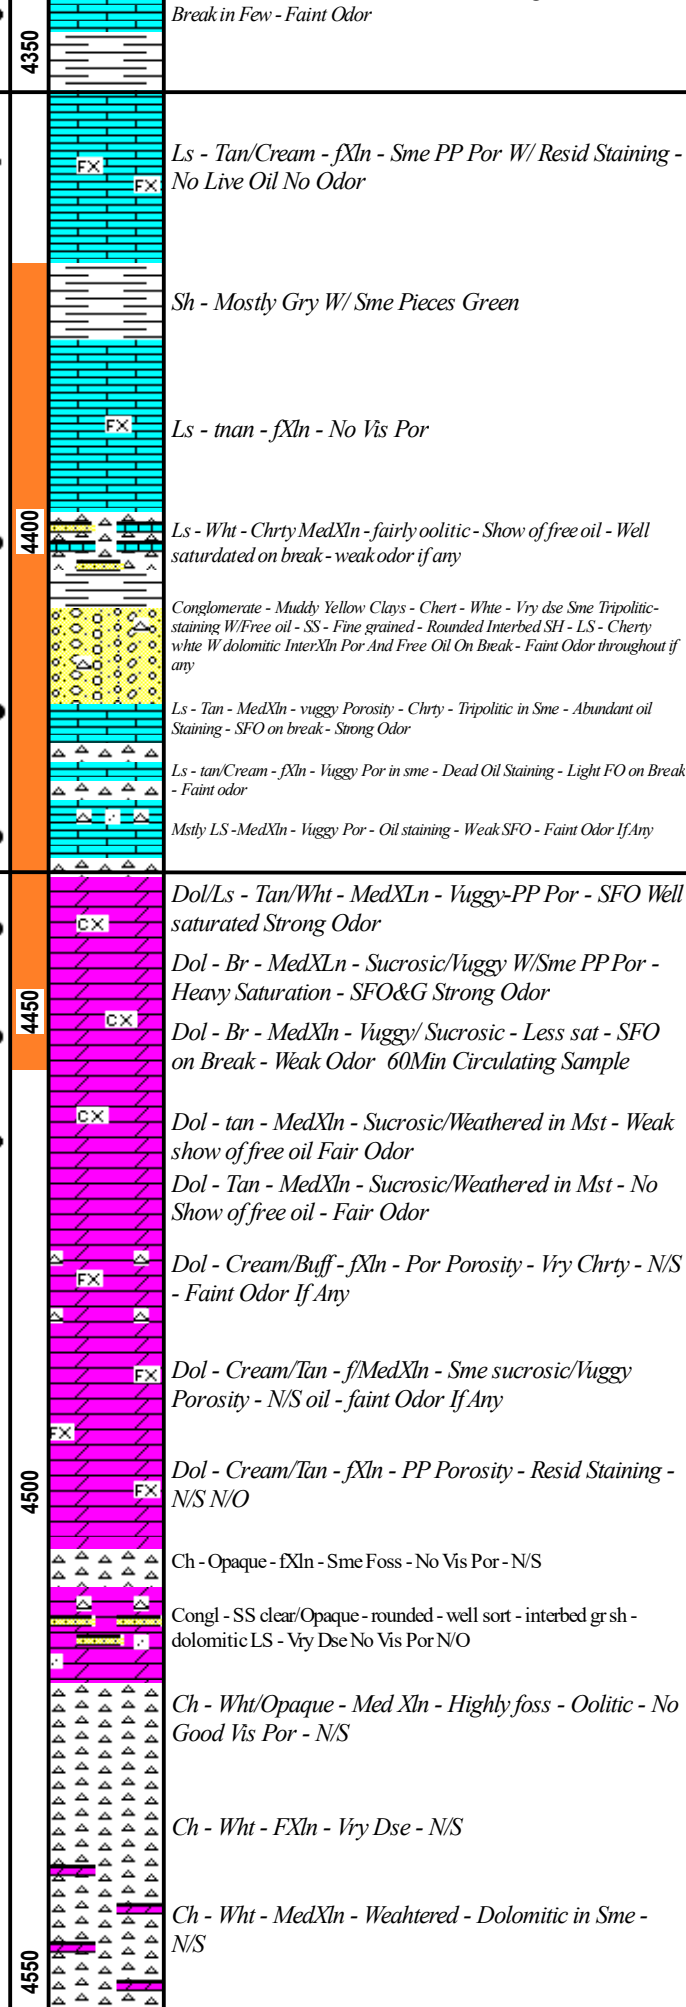 Break in Few - Faint Odor
4350
Ls - Tan/Cream - fXln - Sme PP Por W/ Resid Staining -
No Live Oil No Odor
FX
FX
Sh - Mostly Gry W/ Sme Pieces Green
Ls - tnan - fXln - No Vis Por
FX
4400
Ls - Wht - Chrty MedXln - fairly oolitic - Show of free oil - Well
saturdated on break - weak odor if any
Conglomerate - Muddy Yellow Clays - Chert - Whte - Vry dse Sme Tripolitic-
staining W/Free oil - SS - Fine grained - Rounded Interbed SH - LS - Cherty
whte W dolomitic InterXln Por And Free Oil On Break - Faint Odor throughout if
any
Ls - Tan - MedXln - vuggy Porosity - Chrty - Tripolitic in Sme - Abundant oil
Staining - SFO on break - Strong Odor
Ls - tan/Cream - fXln - Vuggy Por in sme - Dead Oil Staining - Light FO on Break
- Faint odor
Mstly LS -MedXln - Vuggy Por - Oil staining - Weak SFO - Faint Odor If Any
Dol/Ls - Tan/Wht - MedXLn - Vuggy-PP Por - SFO Well
saturated Strong Odor
CX
Dol - Br - MedXLn - Sucrosic/Vuggy W/Sme PP Por -
Heavy Saturation - SFO&G Strong Odor
4450
CX
Dol - Br - MedXln - Vuggy/ Sucrosic - Less sat - SFO
on Break - Weak Odor 60Min Circulating Sample
CX
Dol - tan - MedXln - Sucrosic/Weathered in Mst - Weak
show of free oil Fair Odor
Dol - Tan - MedXln - Sucrosic/Weathered in Mst - No
Show of free oil - Fair Odor
Dol - Cream/Buff - fXln - Por Porosity - Vry Chrty - N/S
- Faint Odor If Any
FX
Dol - Cream/Tan - f/MedXln - Sme sucrosic/Vuggy
Porosity - N/S oil - faint Odor If Any
FX
FX
Dol - Cream/Tan - fXln - PP Porosity - Resid Staining -
N/S N/O
4500
FX
Ch - Opaque - fXln - Sme Foss - No Vis Por - N/S
Congl - SS clear/Opaque - rounded - well sort - interbed gr sh -
dolomitic LS - Vry Dse No Vis Por N/O
Ch - Wht/Opaque - Med Xln - Highly foss - Oolitic - No
Good Vis Por - N/S
Ch - Wht - FXln - Vry Dse - N/S
Ch - Wht - MedXln - Weahtered - Dolomitic in Sme -
N/S
4550